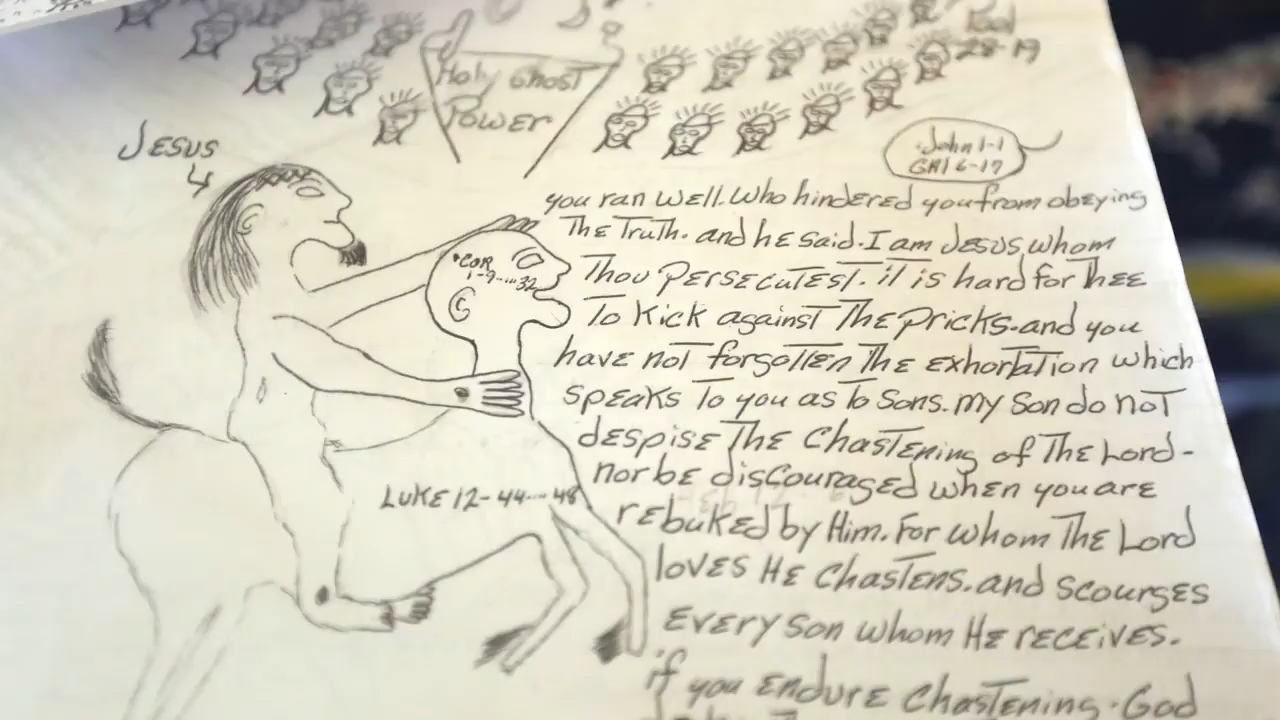 Holy Ghost
Power
28-19
JESUS
4
John 1-1
GAl 6-17
•COR
1-9....32
you ran well. Who hindered you from obeying
The Truth. and he said. I am Jesus, whom
Thou PERSECUTEST. it is hard for Thee
To Kick against The pricks. and you
have not forgotten The exhortation which
speaks To you as To sons. my son do not
despise The Chastening of The Lord-
nor be discouraged when you are
rebuked by Him. For whom The Lord
loves He Chastens. and scourges
EVERY son whom He receives.
if you ENDURE Chastening. God
LUKE 12-44....48